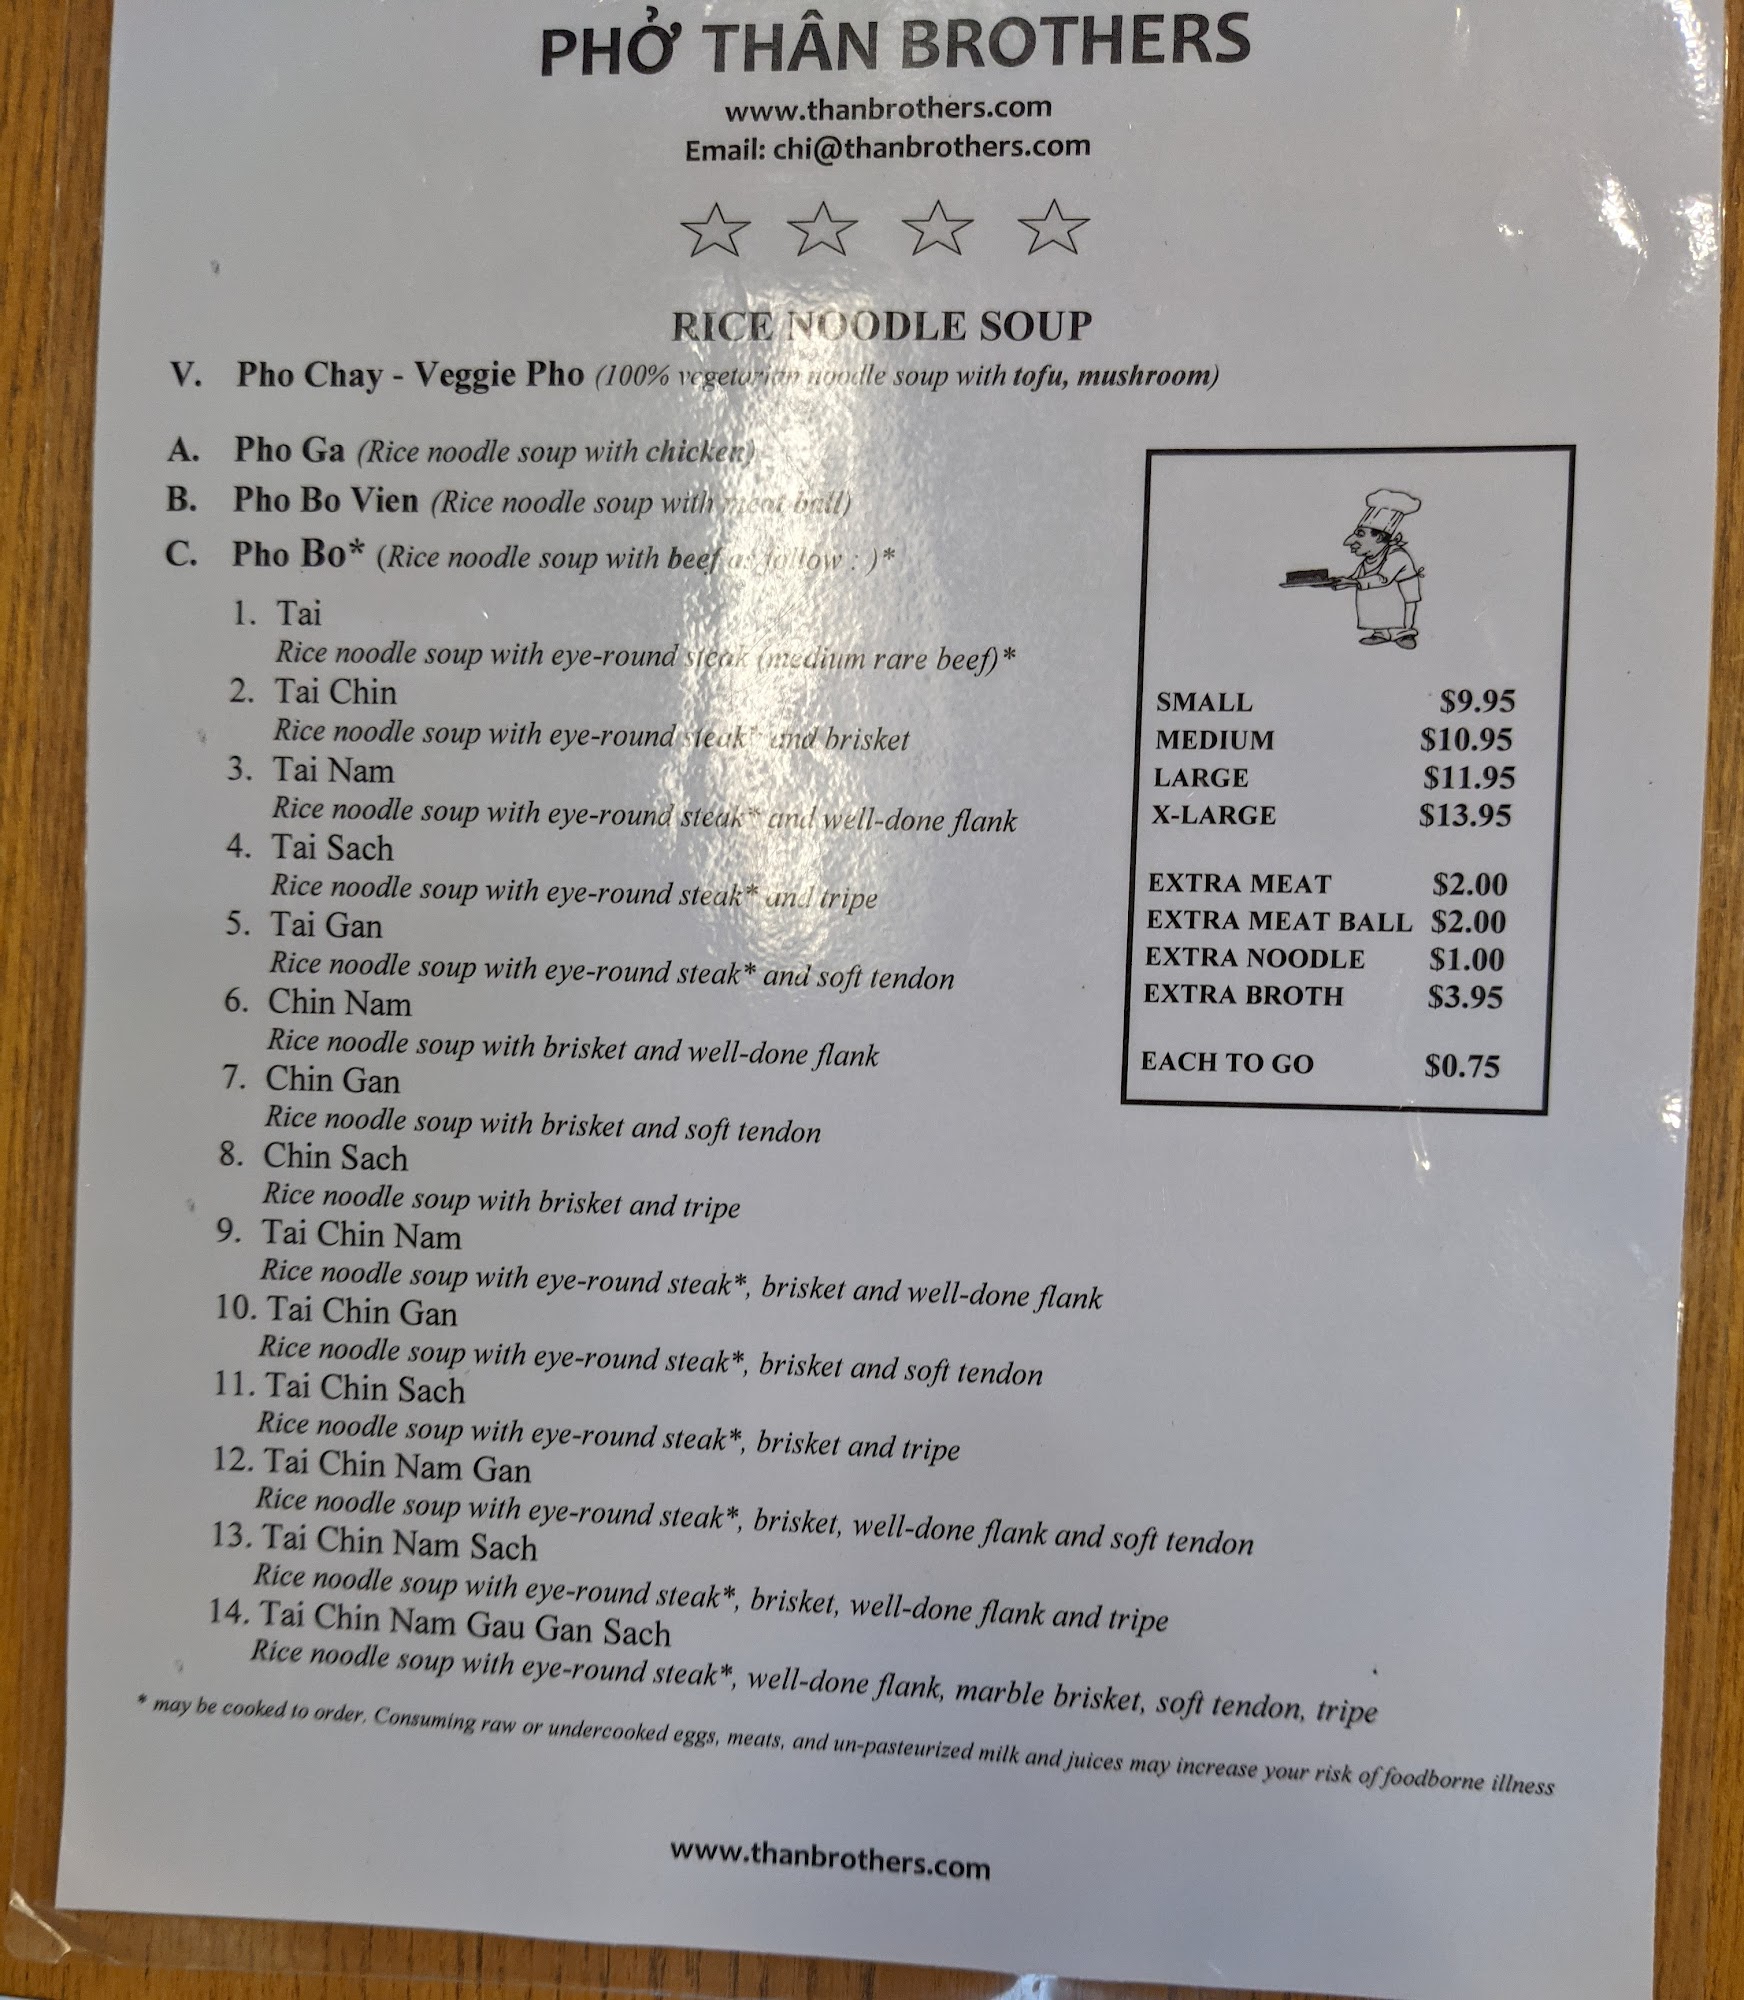 PHỞ THÂN BROTHERS
www.thanbrothers.com
Email: chi@thanbrothers.com
RICE NOODLE SOUP
V. Pho Chay - Veggie Pho (100% vegetarian noodle soup with tofu, mushroom)
A. Pho Ga (Rice noodle soup with chicken)
B. Pho Bo Vien (Rice noodle soup with meat ball)
C. Pho Bo* (Rice noodle soup with beef as follow : )*
1. Tai
Rice noodle soup with eye-round steak (medium rare beef)*
2. Tai Chin
Rice noodle soup with eye-round steak* and brisket
3. Tai Nam
Rice noodle soup with eye-round steak* and well-done flank
4. Tai Sach
Rice noodle soup with eye-round steak* and tripe
5. Tai Gan
Rice noodle soup with eye-round steak* and soft tendon
6. Chin Nam
Rice noodle soup with brisket and well-done flank
7. Chin Gan
Rice noodle soup with brisket and soft tendon
8. Chin Sach
Rice noodle soup with brisket and tripe
9. Tai Chin Nam
Rice noodle soup with eye-round steak*, brisket and well-done flank
10. Tai Chin Gan
Rice noodle soup with eye-round steak*, brisket and soft tendon
11. Tai Chin Sach
Rice noodle soup with eye-round steak*, brisket and tripe
12. Tai Chin Nam Gan
Rice noodle soup with eye-round steak*, brisket, well-done flank and soft tendon
13. Tai Chin Nam Sach
Rice noodle soup with eye-round steak*, brisket, well-done flank and tripe
14. Tai Chin Nam Gau Gan Sach
Rice noodle soup with eye-round steak*, well-done flank, marble brisket, soft tendon, tripe
* may be cooked to order. Consuming raw or undercooked eggs, meats, and un-pasteurized milk and juices may increase your risk of foodborne illness
SMALL $9.95
MEDIUM $10.95
LARGE $11.95
X-LARGE $13.95
EXTRA MEAT $2.00
EXTRA MEAT BALL $2.00
EXTRA NOODLE $1.00
EXTRA BROTH $3.95
EACH TO GO $0.75
www.thanbrothers.com